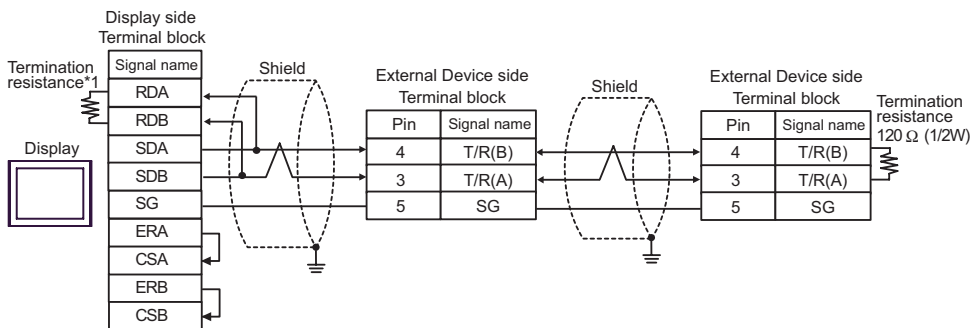 Display side
Terminal block
Termination
resistance*1
Signal name
RDA
RDB
SDA
SDB
SG
ERA
CSA
ERB
CSB
Display
Shield
External Device side
Terminal block
Pin Signal name
4 T/R(B)
3 T/R(A)
5 SG
Shield
External Device side
Terminal block
Pin Signal name
4 T/R(B)
3 T/R(A)
5 SG
Termination
resistance
120 Ω (1/2W)